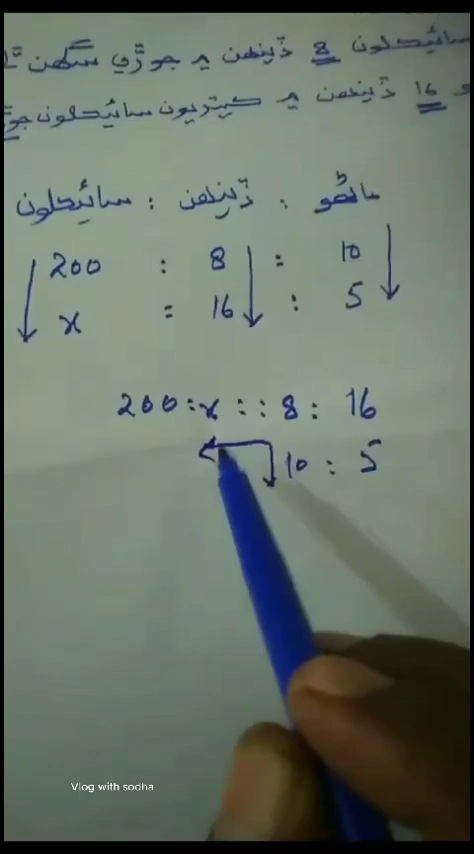 سائيڪلون 8 ڏينهن ۾ جوڙي سگهن
16 ڏينهن ۾ ڪيتريون سائيڪلون
ماڻهو : ڏينهن : سائيڪلون
200 : 8 : 10
x = 16 : 5
200 : x :: 8 : 16
10 : 5
Vlog with sodha